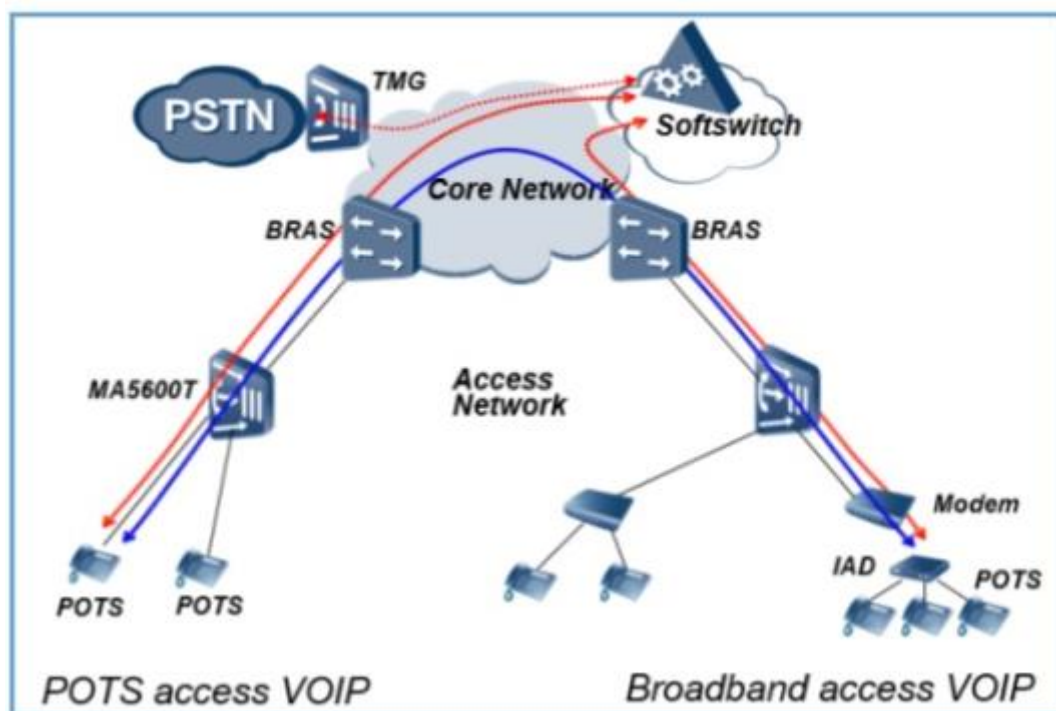 TMG
PSTN
Softswitch
Core Network
BRAS
BRAS
MA5600T
Access
Network
Modem
IAD
POTS
POTS
POTS
POTS access VOIP
Broadband access VOIP